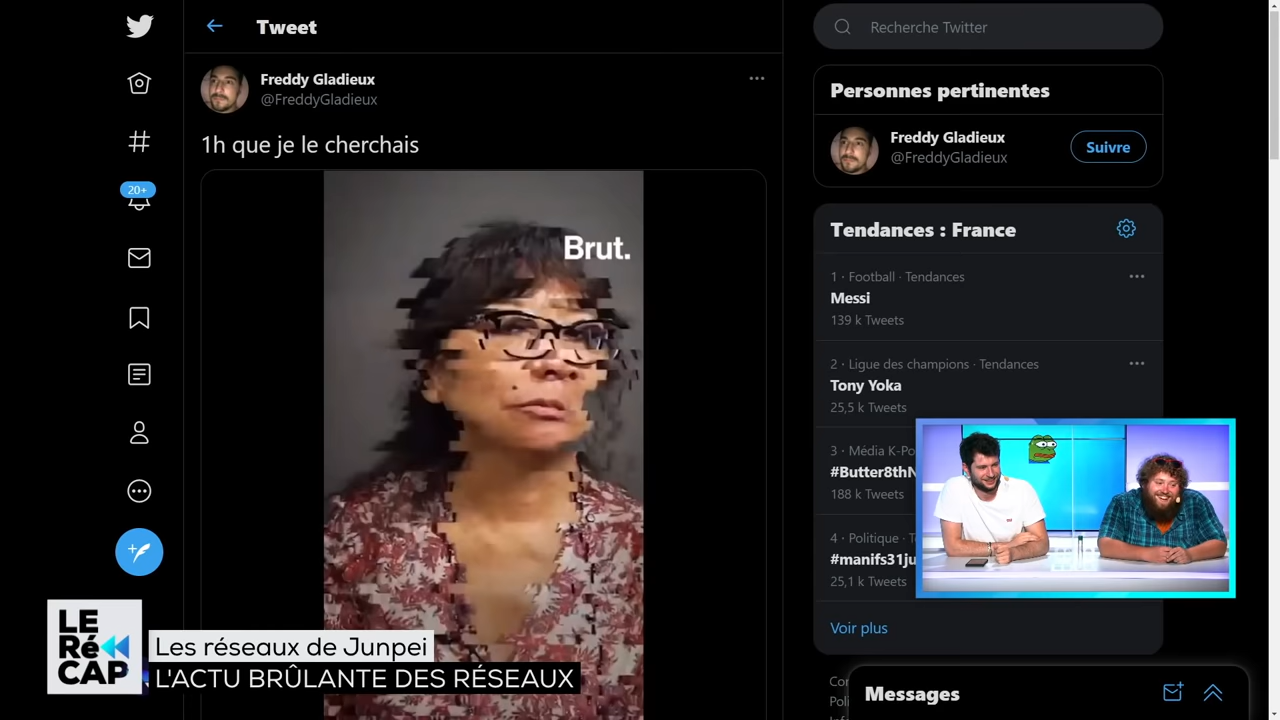 Tweet
Recherche Twitter
Freddy Gladieux
@FreddyGladieux
1h que je le cherchais
Brut.
20+
Personnes pertinentes
Freddy Gladieux
@FreddyGladieux
Suivre
Tendances : France
1 · Football · Tendances
Messi
139 k Tweets
2 · Ligue des champions · Tendances
Tony Yoka
25,5 k Tweets
3 · Média K-Po
#Butter8thN
188 k Tweets
4 · Politique · T
#manifs31ju
25,1 k Tweets
Voir plus
Messages
LE
Ré
CAP
Les réseaux de Junpei
L'ACTU BRÛLANTE DES RÉSEAUX